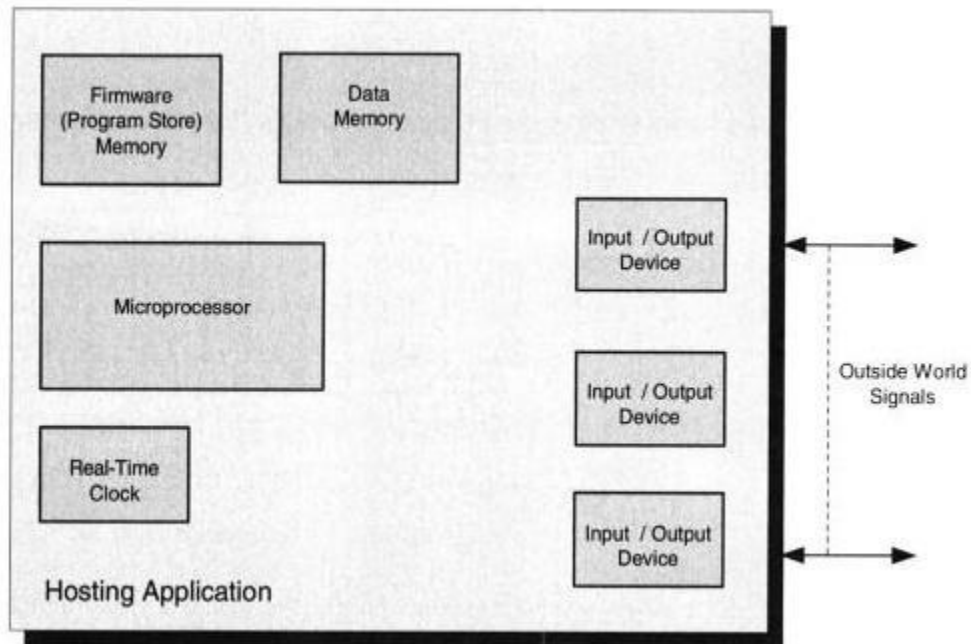 Firmware
(Program Store)
Memory
Data
Memory
Input / Output
Device
Microprocessor
Outside World
Signals
Input / Output
Device
Real-Time
Clock
Input / Output
Device
Hosting Application